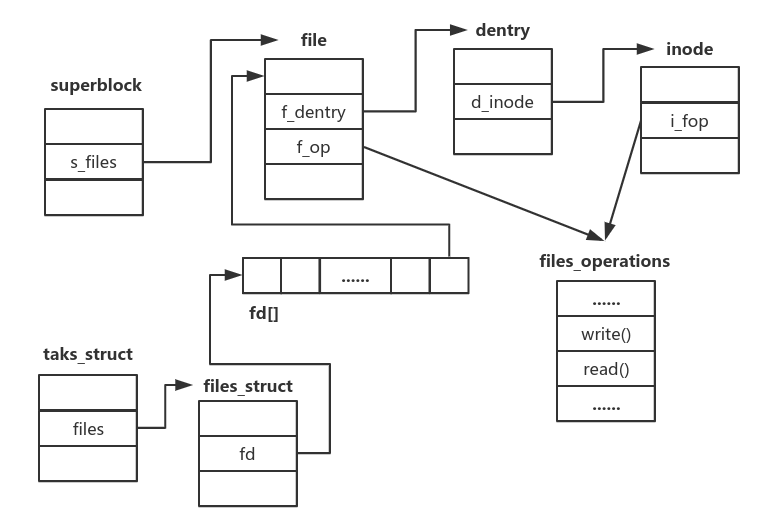 superblock
s_files
file
f_dentry
f_op
dentry
d_inode
inode
i_fop
files_operations
......
write()
read()
......
......
fd[]
taks_struct
files
files_struct
fd